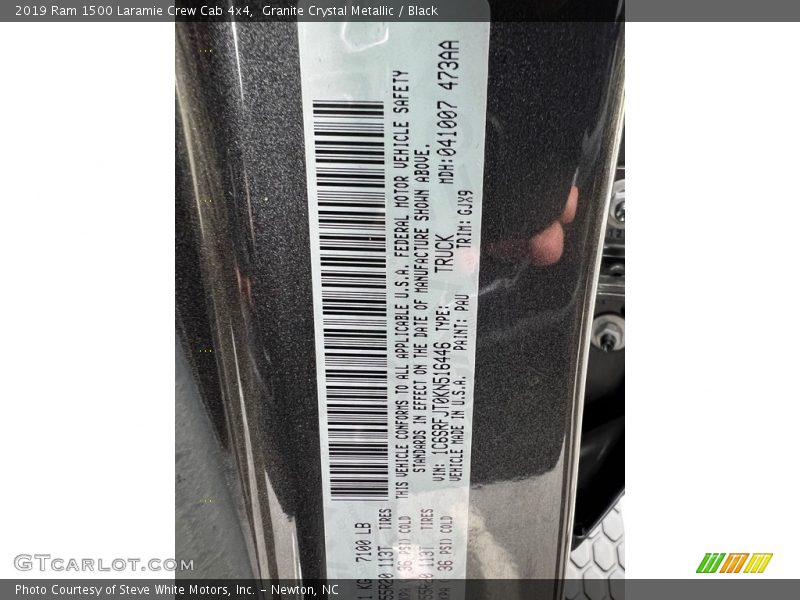 2019 Ram 1500 Laramie Crew Cab 4x4, Granite Crystal Metallic / Black
7100 LB
113T TIRES
36 PSI) COLD
113T TIRES
36 PSI) COLD
THIS VEHICLE CONFORMS TO ALL APPLICABLE U.S.A. FEDERAL MOTOR VEHICLE SAFETY
STANDARDS IN EFFECT ON THE DATE OF MANUFACTURE SHOWN ABOVE.
VIN: 1C6SRFJT0KN516446 TYPE: TRUCK MDH:041007 473AA
VEHICLE MADE IN U.S.A. PAINT: PAU TRIM: GJX9
GTcarlot.com
Photo Courtesy of Steve White Motors, Inc. – Newton, NC